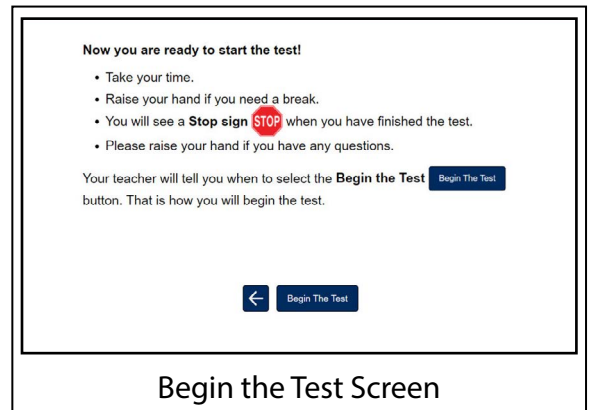 Now you are ready to start the test!
• Take your time.
• Raise your hand if you need a break.
• You will see a Stop sign STOP when you have finished the test.
• Please raise your hand if you have any questions.
Your teacher will tell you when to select the Begin the Test Begin The Test
button. That is how you will begin the test.
Begin The Test
Begin the Test Screen